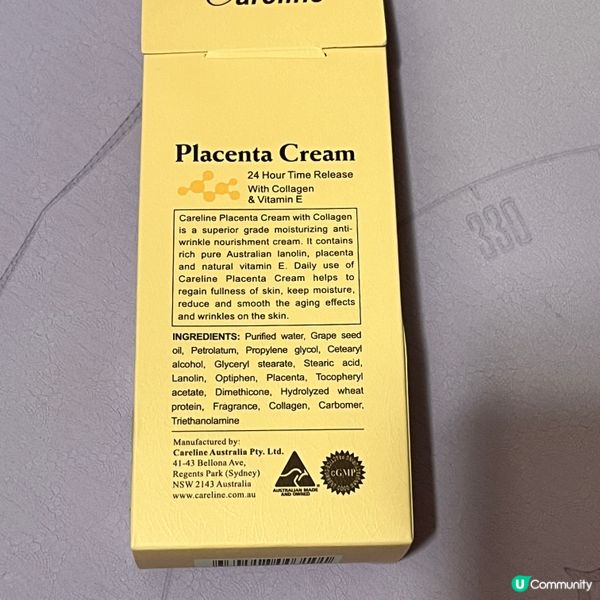 Careline
Placenta Cream
24 Hour Time Release
With Collagen
& Vitamin E
Careline Placenta Cream with Collagen
is a superior grade moisturizing anti-
wrinkle nourishment cream. It contains
rich pure Australian lanolin, placenta
and natural vitamin E. Daily use of
Careline Placenta Cream helps to
regain fullness of skin, keep moisture,
reduce and smooth the aging effects
and wrinkles on the skin.
INGREDIENTS: Purified water, Grape seed
oil, Petrolatum, Propylene glycol, Cetearyl
alcohol, Glyceryl stearate, Stearic acid,
Lanolin, Optiphen, Placenta, Tocopheryl
acetate, Dimethicone, Hydrolyzed wheat
protein, Fragrance, Collagen, Carbomer,
Triethanolamine
Manufactured by:
Careline Australia Pty. Ltd.
41-43 Bellona Ave,
Regents Park (Sydney)
NSW 2143 Australia
www.careline.com.au
AUSTRALIAN MADE
AND OWNED
cGMP
330
U Community